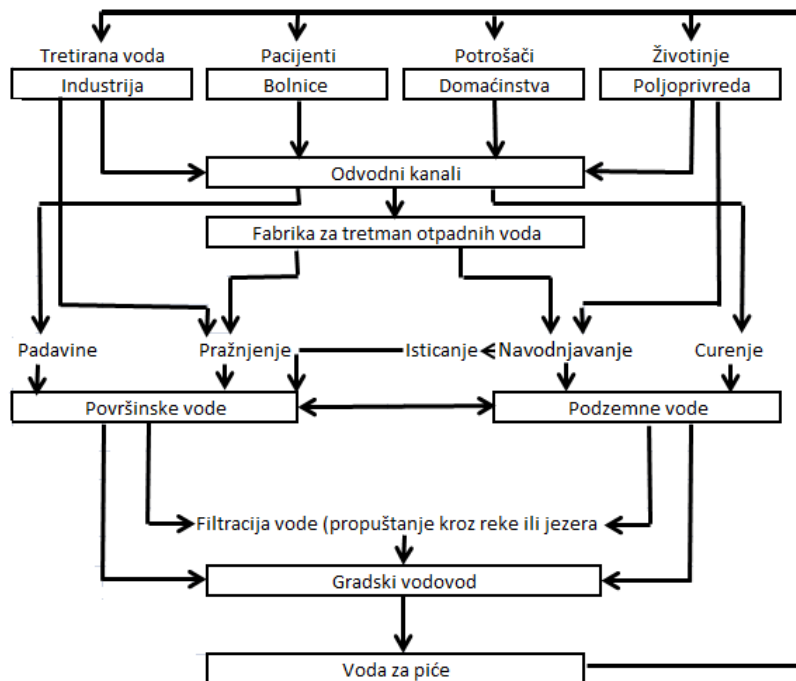 Tretirana voda
Pacijenti
Potrošači
Životinje
Industrija
Bolnice
Domaćinstva
Poljoprivreda
Odvodni kanali
Fabrika za tretman otpadnih voda
Padavine
Pražnjenje
Isticanje
Navodnjavanje
Curenje
Površinske vode
Podzemne vode
Filtracija vode (propuštanje kroz reke ili jezera
Gradski vodovod
Voda za piće